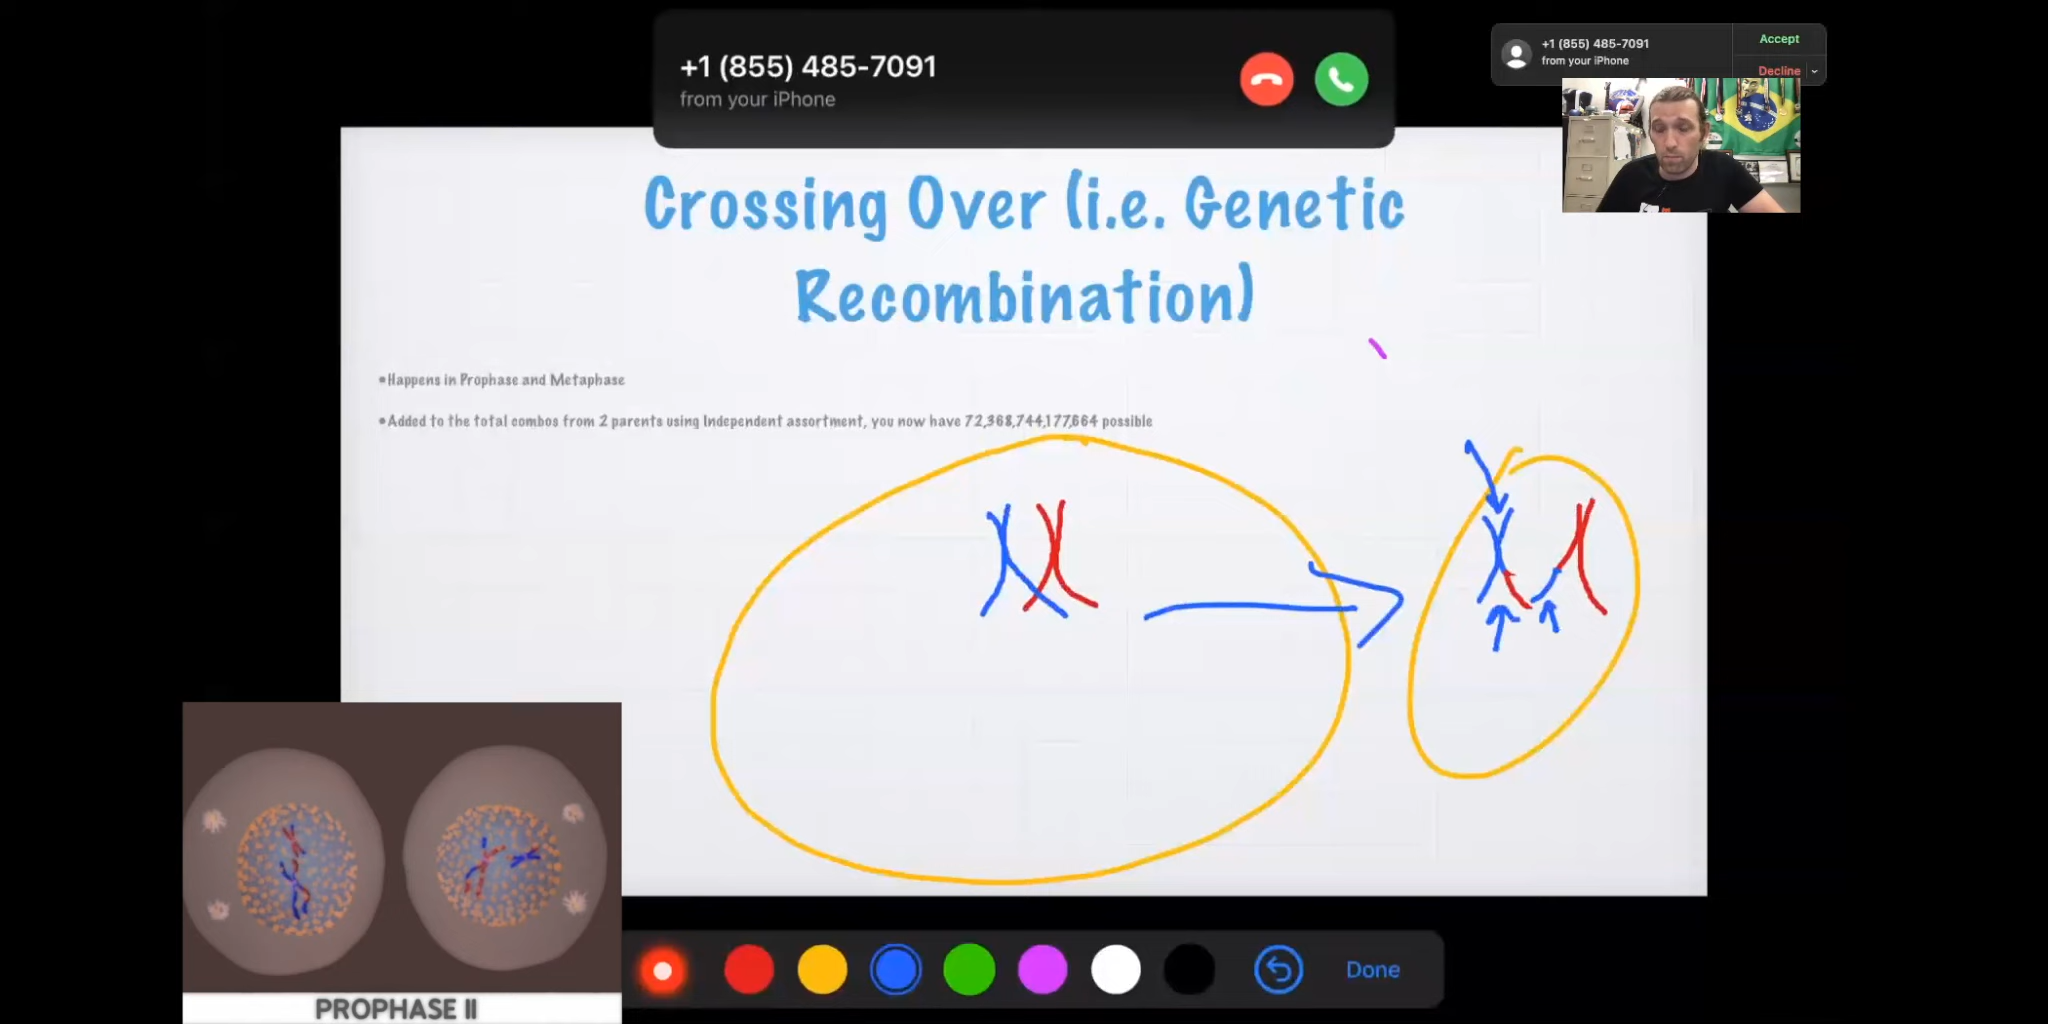 +1 (855) 485-7091
from your iPhone
+1 (855) 485-7091
from your iPhone
Accept
Decline
Crossing Over (i.e. Genetic
Recombination)
•Happens in Prophase and Metaphase
•Added to the total combos from 2 parents using Independent assortment, you now have 72,368,744,177,664 possible
PROPHASE II
Done